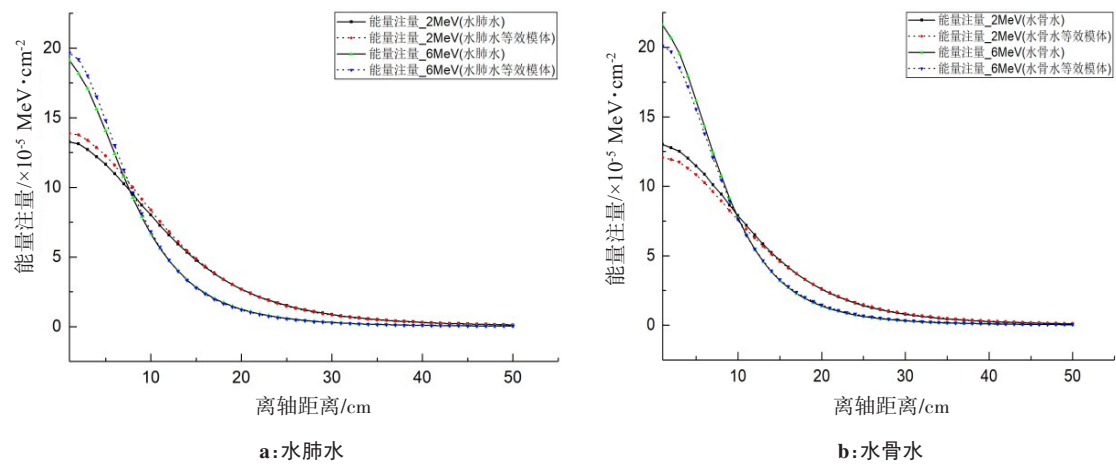 能量注量_2MeV(水肺水)
能量注量_2MeV(水肺水等效模体)
能量注量_6MeV(水肺水)
能量注量_6MeV(水肺水等效模体)
能量注量/×10⁻⁵ MeV·cm⁻²
20
15
10
5
0
10 20 30 40 50
离轴距离/cm
a:水肺水
能量注量_2MeV(水骨水)
能量注量_2MeV(水骨水等效模体)
能量注量_6MeV(水骨水)
能量注量_6MeV(水骨水等效模体)
能量注量/×10⁻⁵ MeV·cm⁻²
20
15
10
5
0
10 20 30 40 50
离轴距离/cm
b:水骨水